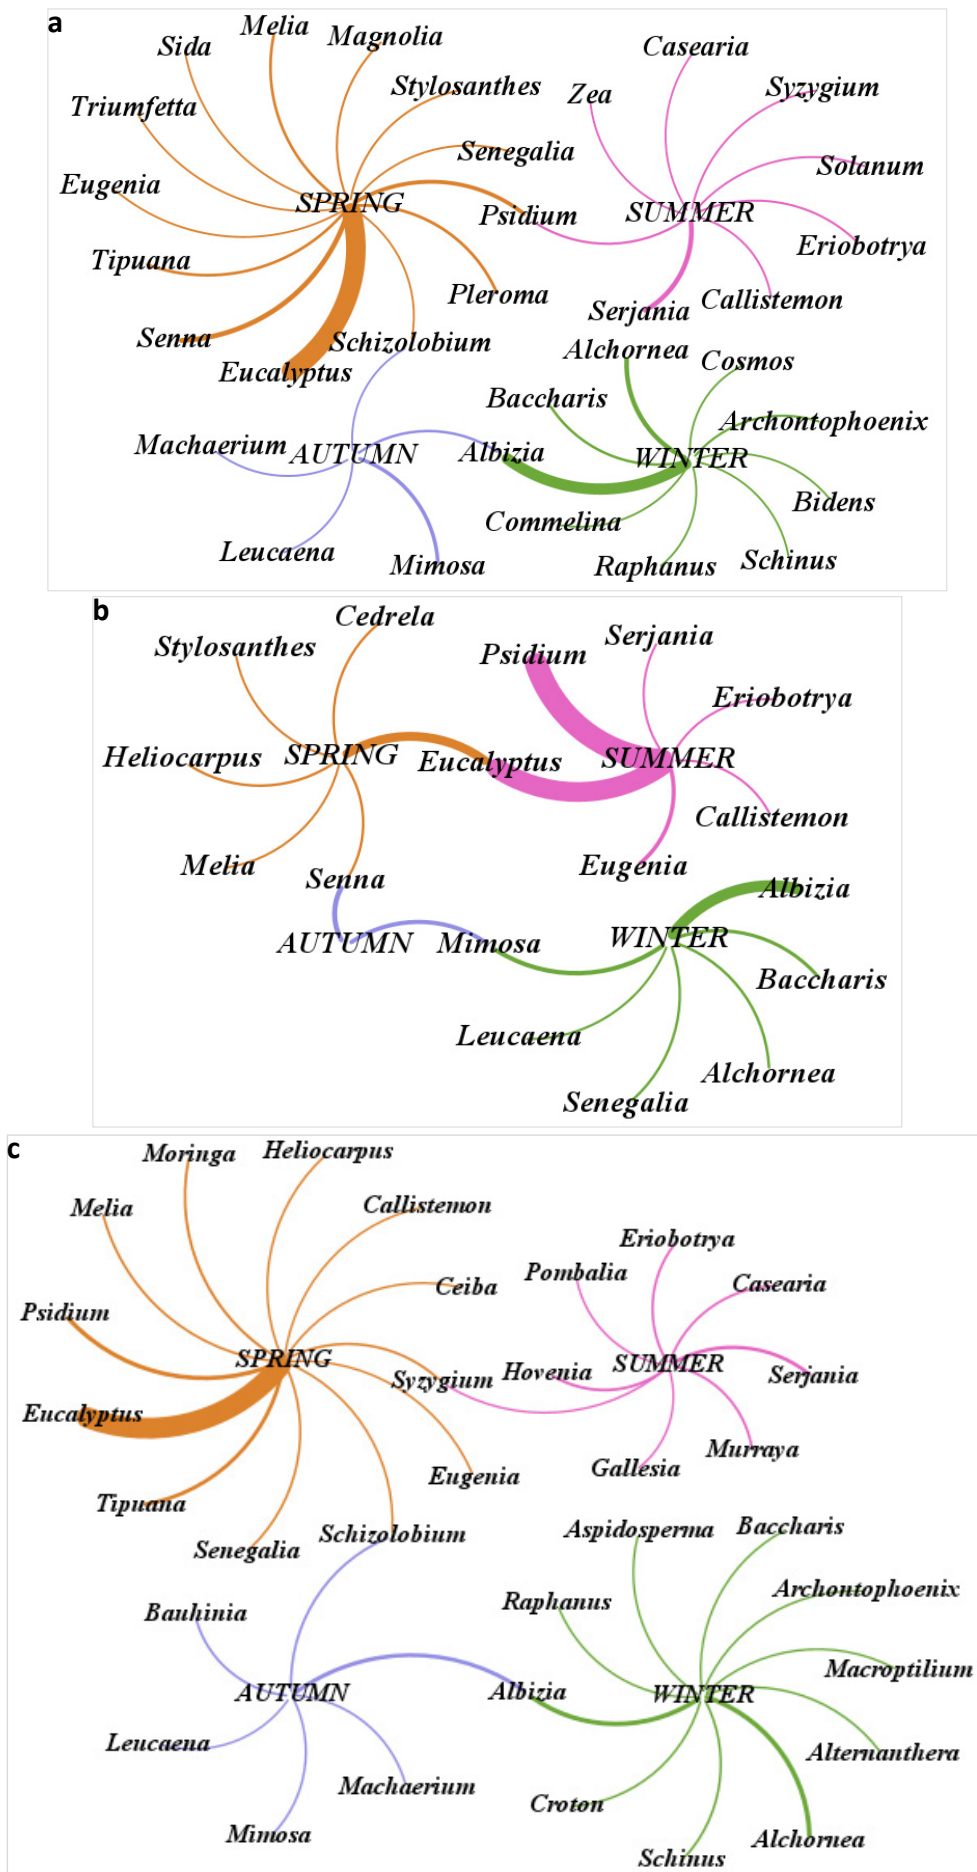 a
Melia
Magnolia
Sida
Casearia
Stylosanthes
Zea
Syzygium
Triumfetta
Senegalia
Solanum
Eugenia
SPRING
Psidium
SUMMER
Eriobotrya
Tipuana
Pleroma
Callistemon
Serjania
Senna
Schizolobium
Alchornea
Cosmos
Eucalyptus
Baccharis
Archontophoenix
Machaerium
AUTUMN
Albizia
WINTER
Bidens
Commelina
Leucaena
Mimosa
Raphanus
Schinus
b
Cedrela
Stylosanthes
Psidium
Serjania
Eriobotrya
Heliocarpus
SPRING
Eucalyptus
SUMMER
Callistemon
Melia
Senna
Eugenia
Albizia
AUTUMN
Mimosa
WINTER
Baccharis
Leucaena
Alchornea
Senegalia
c
Moringa
Heliocarpus
Melia
Callistemon
Eriobotrya
Pombalia
Casearia
Ceiba
Psidium
SPRING
Syzygium
Hovenia
SUMMER
Serjania
Eucalyptus
Murraya
Eugenia
Gallesia
Tipuana
Senegalia
Schizolobium
Aspidosperma
Baccharis
Archontophoenix
Bauhinia
Raphanus
Macroptilium
AUTUMN
Albizia
WINTER
Leucaena
Alternanthera
Machaerium
Croton
Mimosa
Alchornea
Schinus